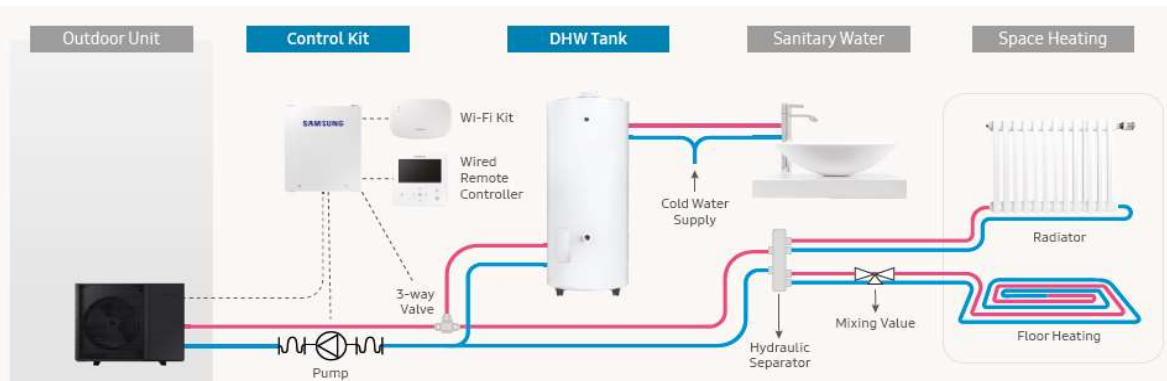 Outdoor Unit
Control Kit
DHW Tank
Sanitary Water
Space Heating
SAMSUNG
Wi-Fi Kit
Wired
Remote
Controller
Cold Water
Supply
Radiator
3-way
Valve
Mixing Value
Floor Heating
Hydraulic
Separator
Pump